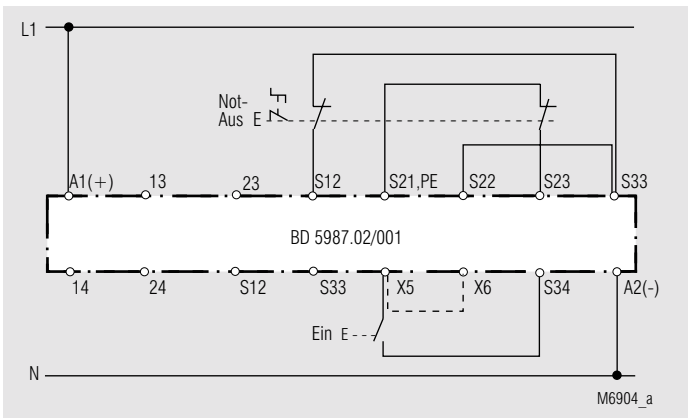 L1
Not-
Aus E
A1(+) 13 23 S12 S21,PE S22 S23 S33
BD 5987.02/001
14 24 S12 S33 X5 X6 S34 A2(-)
Ein E
N
M6904_a